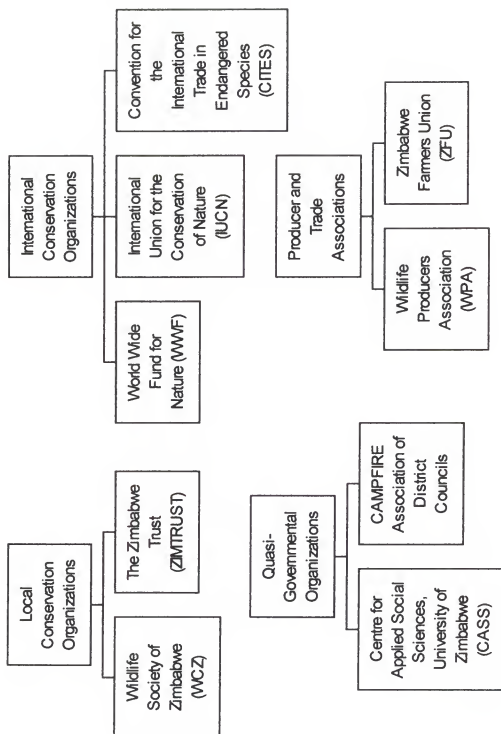 Local
Conservation
Organizations
Wildlife
Society of
Zimbabwe
(WCZ)
The Zimbabwe
Trust
(ZIMTRUST)
International
Conservation
Organizations
World Wide
Fund for
Nature (WWF)
International
Union for the
Conservation
of Nature
(IUCN)
Convention for
the
International
Trade in
Endangered
Species
(CITES)
Quasi-
Governmental
Organizations
Centre for
Applied Social
Sciences,
University of
Zimbabwe
(CASS)
CAMPFIRE
Association of
District
Councils
Producer and
Trade
Associations
Wildlife
Producers
Association
(WPA)
Zimbabwe
Farmers Union
(ZFU)